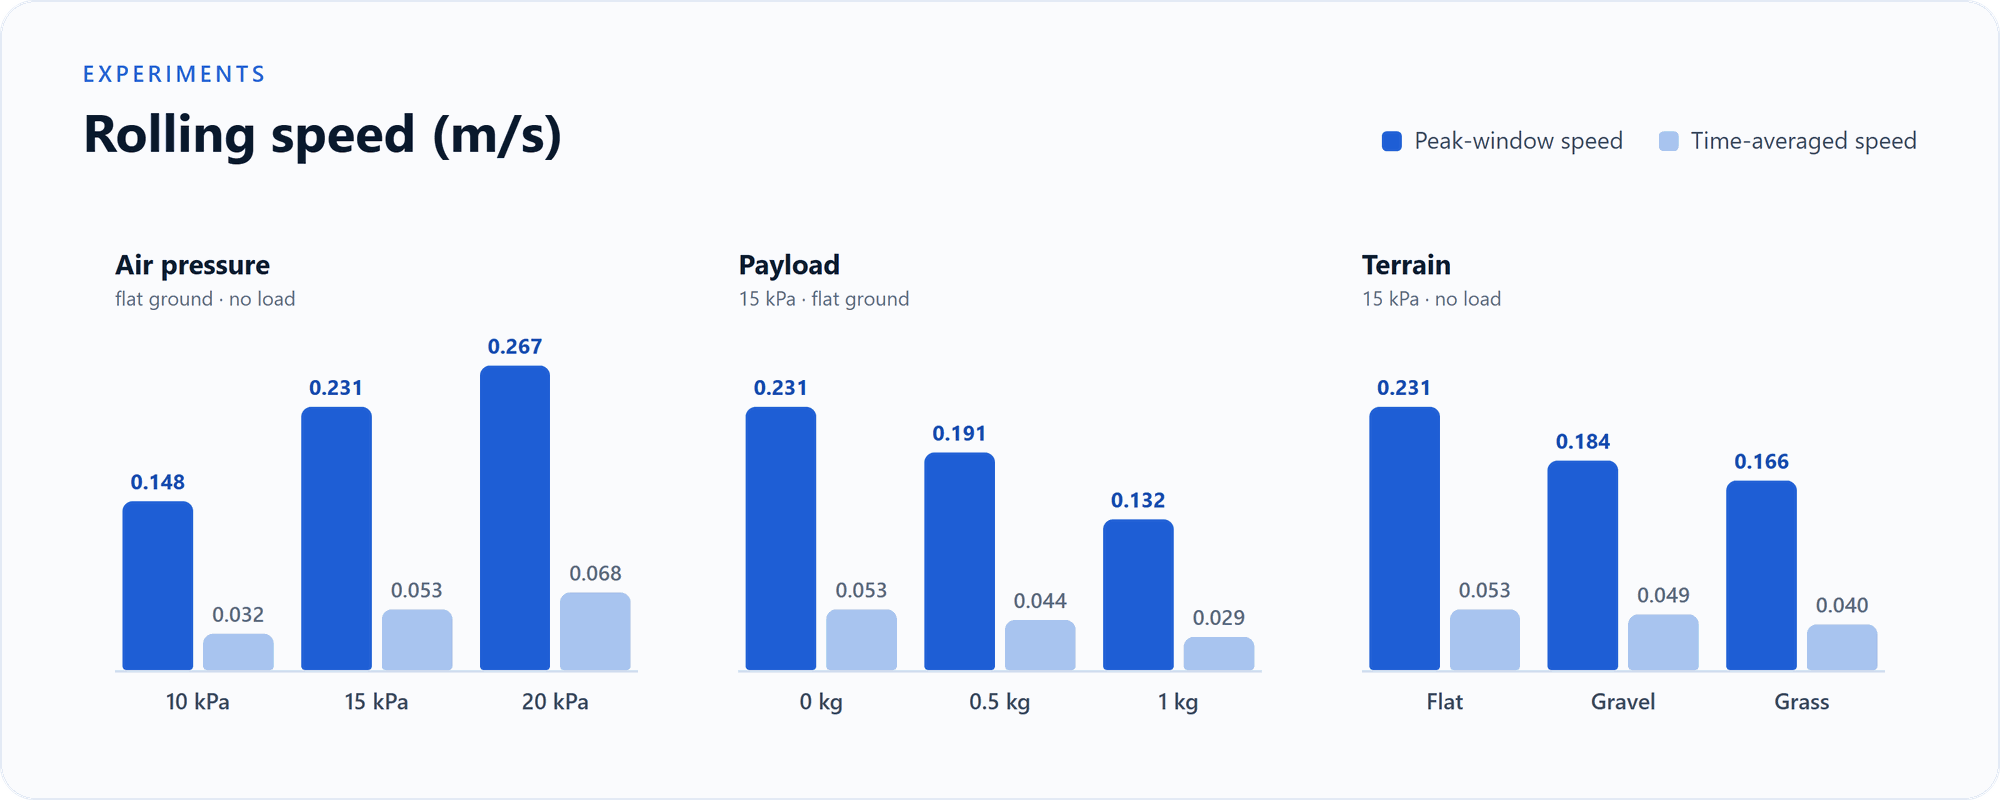 EXPERIMENTS
Rolling speed (m/s)
Peak-window speed
Time-averaged speed
Air pressure
flat ground · no load
0.148
0.032
0.231
0.053
0.267
0.068
10 kPa
15 kPa
20 kPa
Payload
15 kPa · flat ground
0.231
0.053
0.191
0.044
0.132
0.029
0 kg
0.5 kg
1 kg
Terrain
15 kPa · no load
0.231
0.053
0.184
0.049
0.166
0.040
Flat
Gravel
Grass